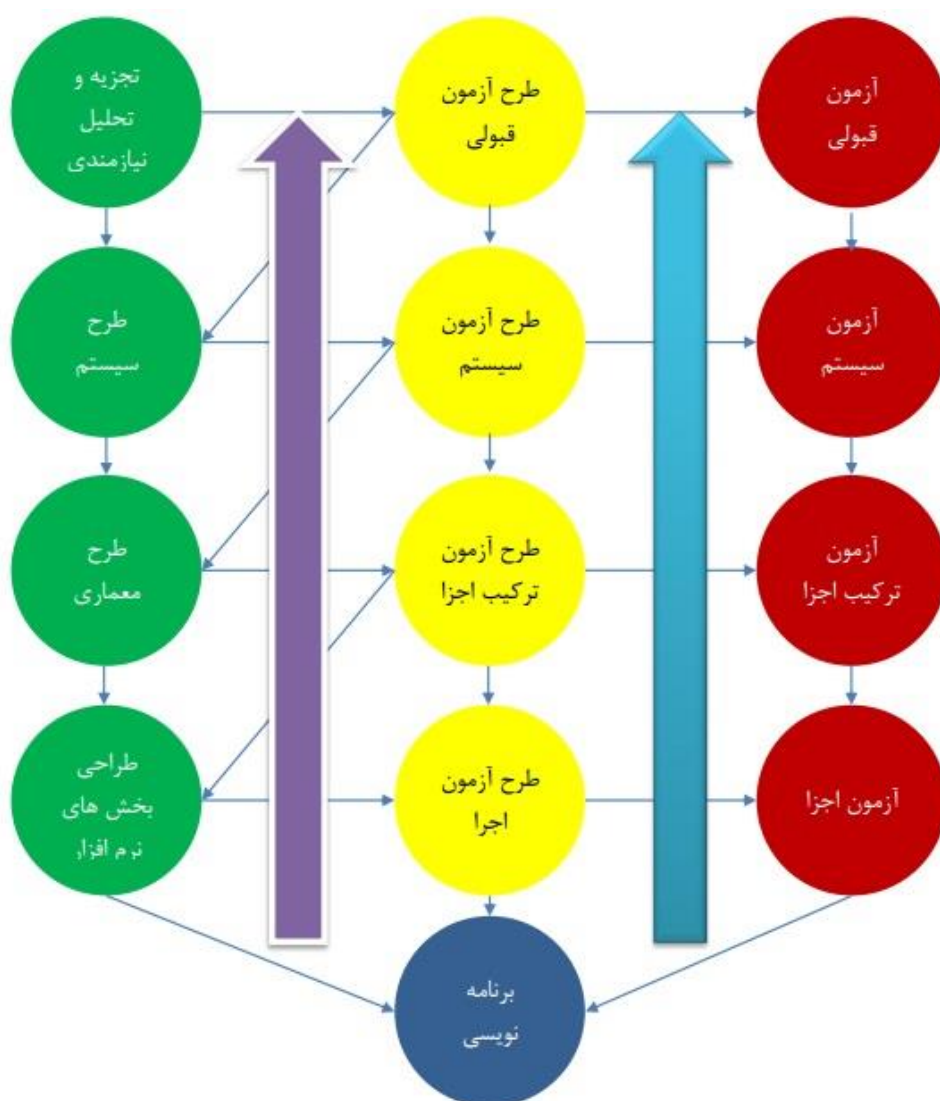 تجزیه و
تحلیل
نیازمندی
طرح آزمون
قبولی
آزمون
قبولی
طرح
سیستم
طرح آزمون
سیستم
آزمون
سیستم
طرح
معماری
طرح آزمون
ترکیب اجزا
آزمون
ترکیب اجزا
طراحی
بخش های
نرم افزار
طرح آزمون
اجرا
آزمون اجزا
برنامه
نویسی